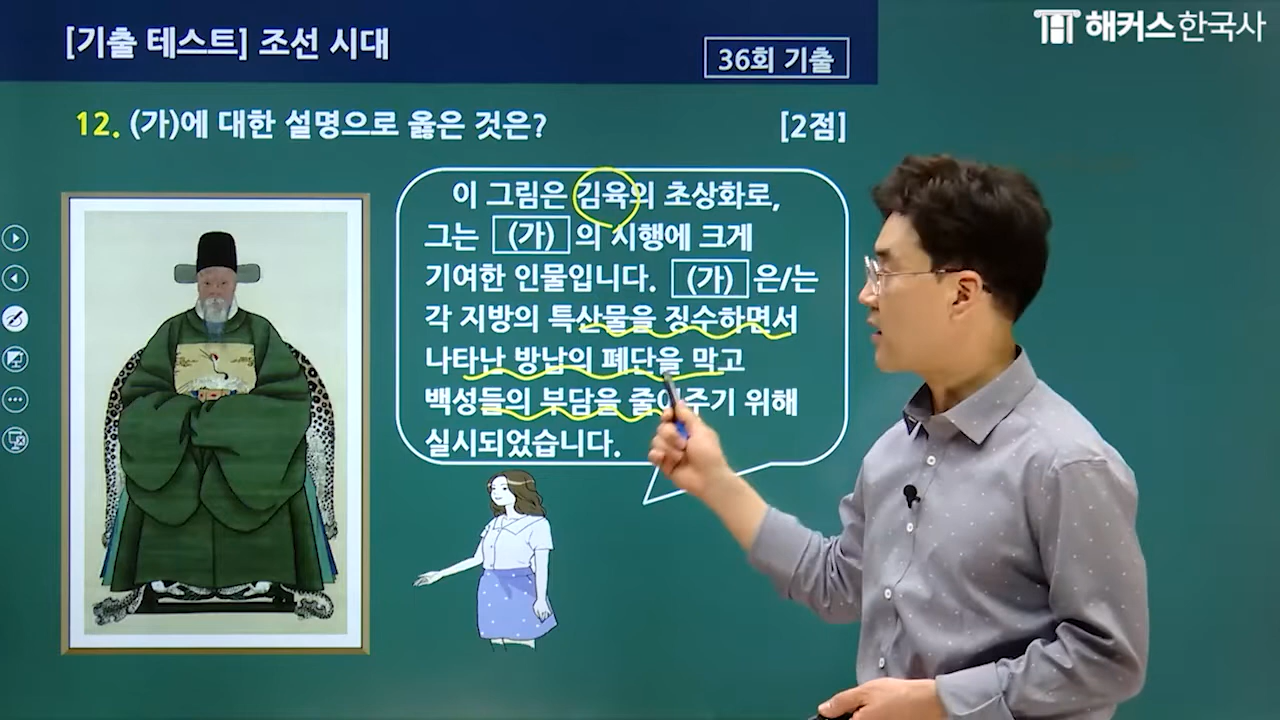 [기출 테스트] 조선 시대
36회 기출
해커스한국사
12. (가)에 대한 설명으로 옳은 것은?
[2점]
이 그림은 김육의 초상화로,
그는 (가) 의 시행에 크게
기여한 인물입니다. (가) 은/는
각 지방의 특산물을 징수하면서
나타난 방납의 폐단을 막고
백성들의 부담을 줄여주기 위해
실시되었습니다.